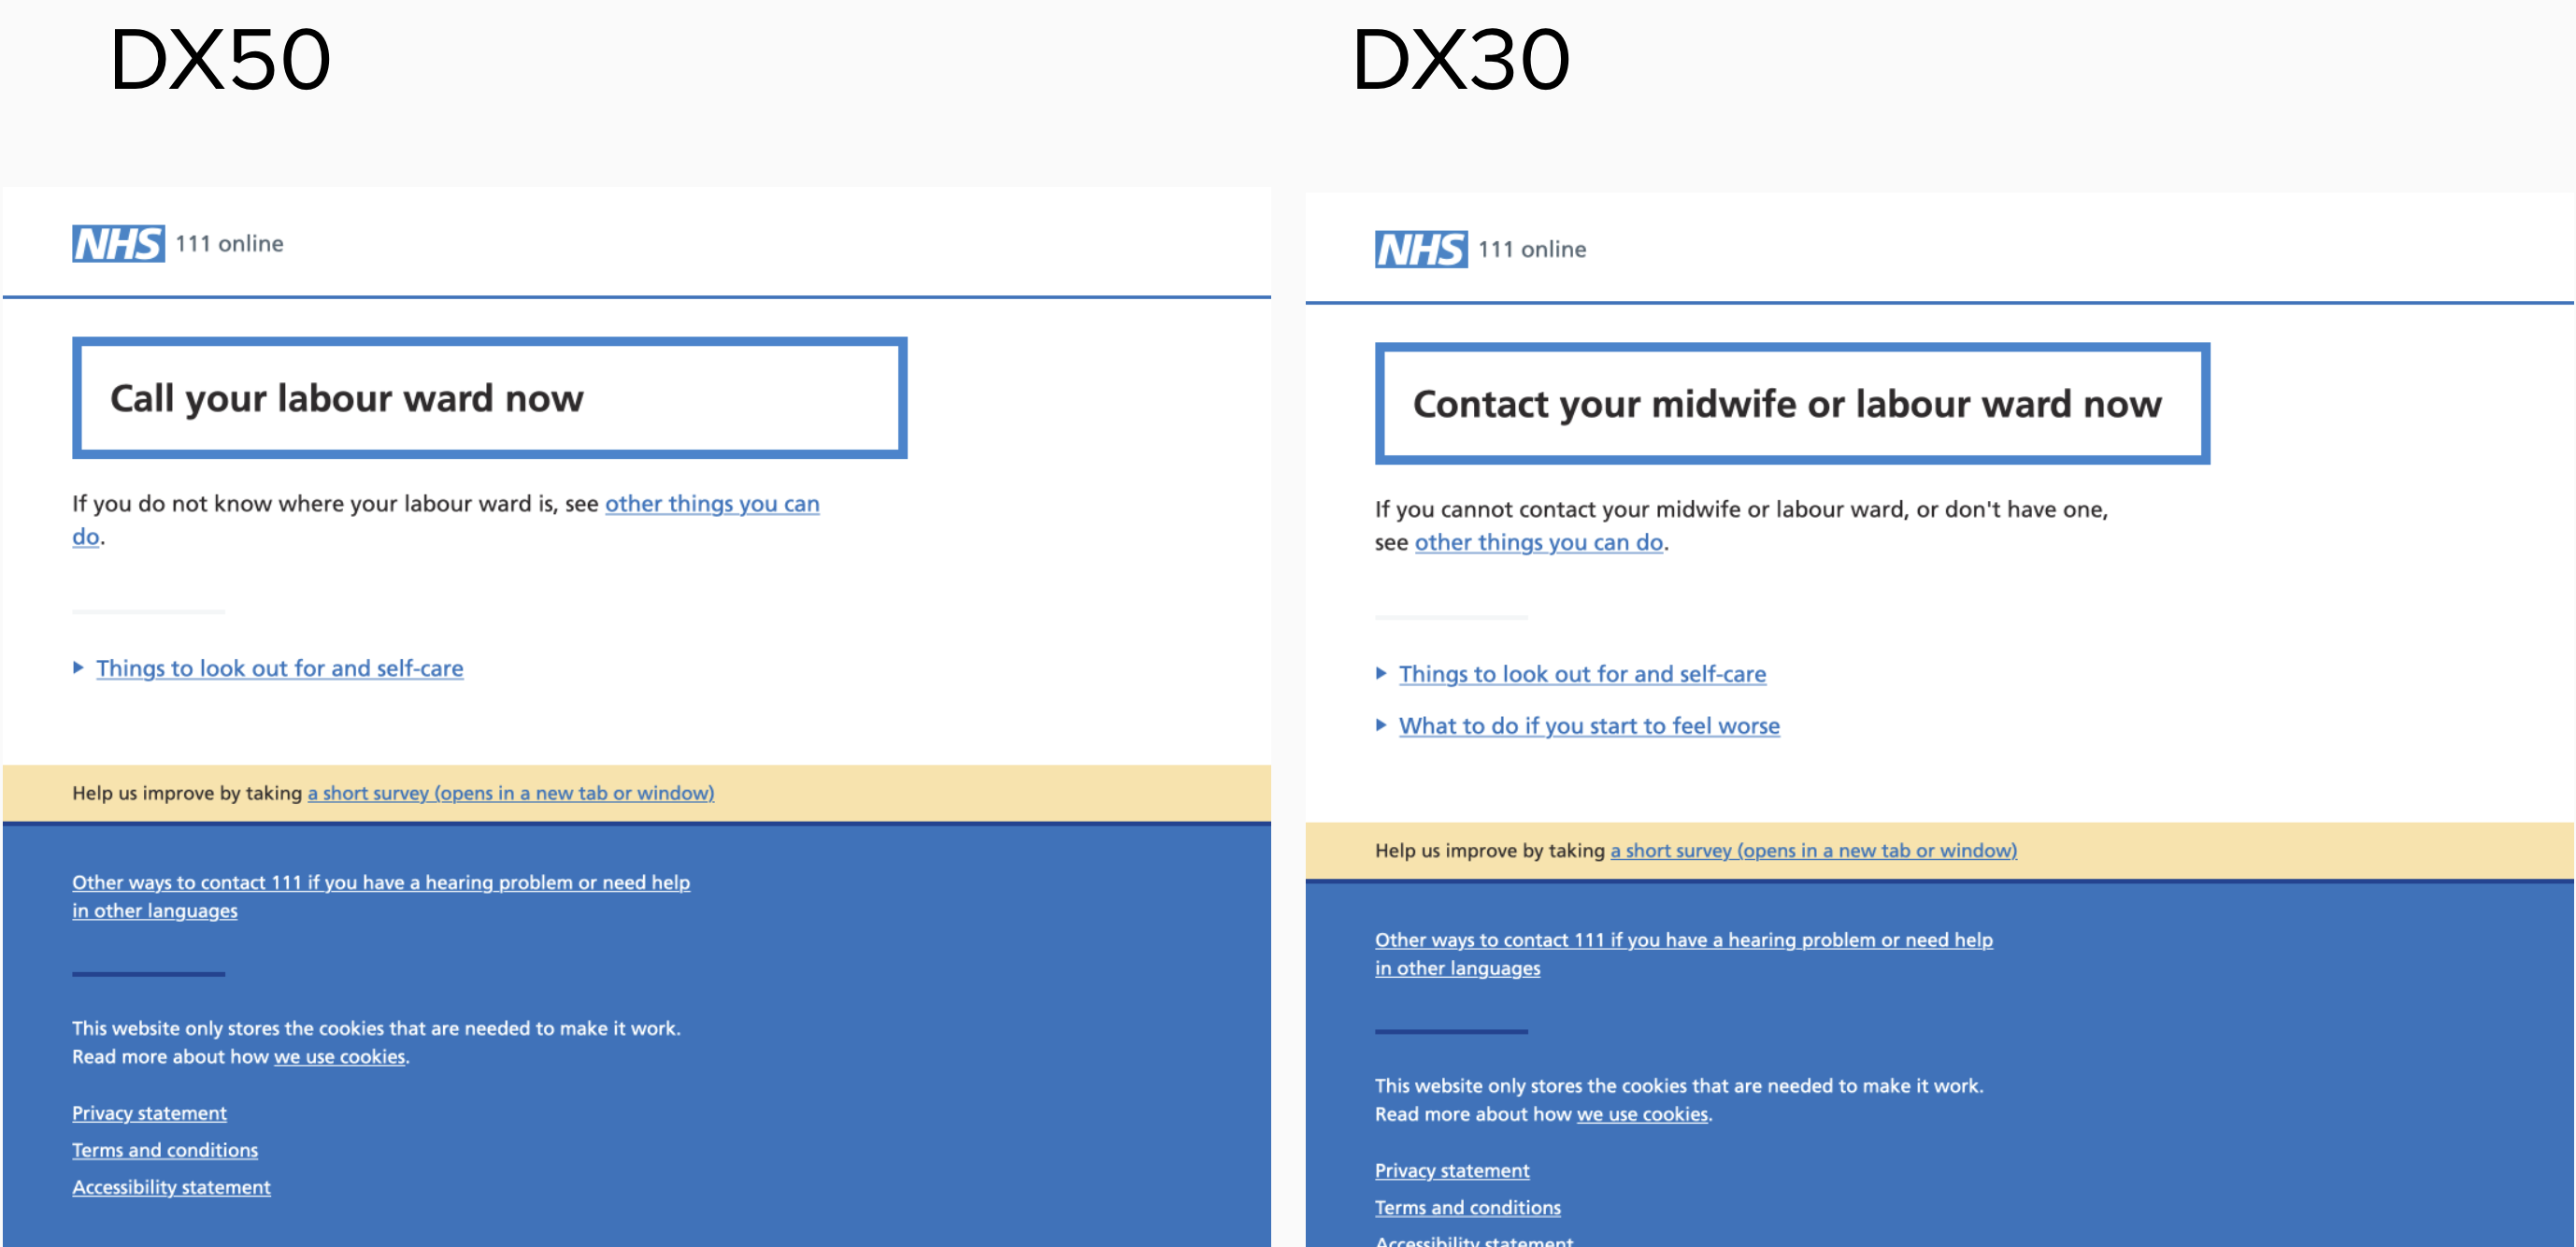 DX50
NHS 111 online
Call your labour ward now
If you do not know where your labour ward is, see other things you can
do.
Things to look out for and self-care
Help us improve by taking a short survey (opens in a new tab or window)
Other ways to contact 111 if you have a hearing problem or need help
in other languages
This website only stores the cookies that are needed to make it work.
Read more about how we use cookies.
Privacy statement
Terms and conditions
Accessibility statement
DX30
NHS 111 online
Contact your midwife or labour ward now
If you cannot contact your midwife or labour ward, or don't have one,
see other things you can do.
Things to look out for and self-care
What to do if you start to feel worse
Help us improve by taking a short survey (opens in a new tab or window)
Other ways to contact 111 if you have a hearing problem or need help
in other languages
This website only stores the cookies that are needed to make it work.
Read more about how we use cookies.
Privacy statement
Terms and conditions
Accessibility statement